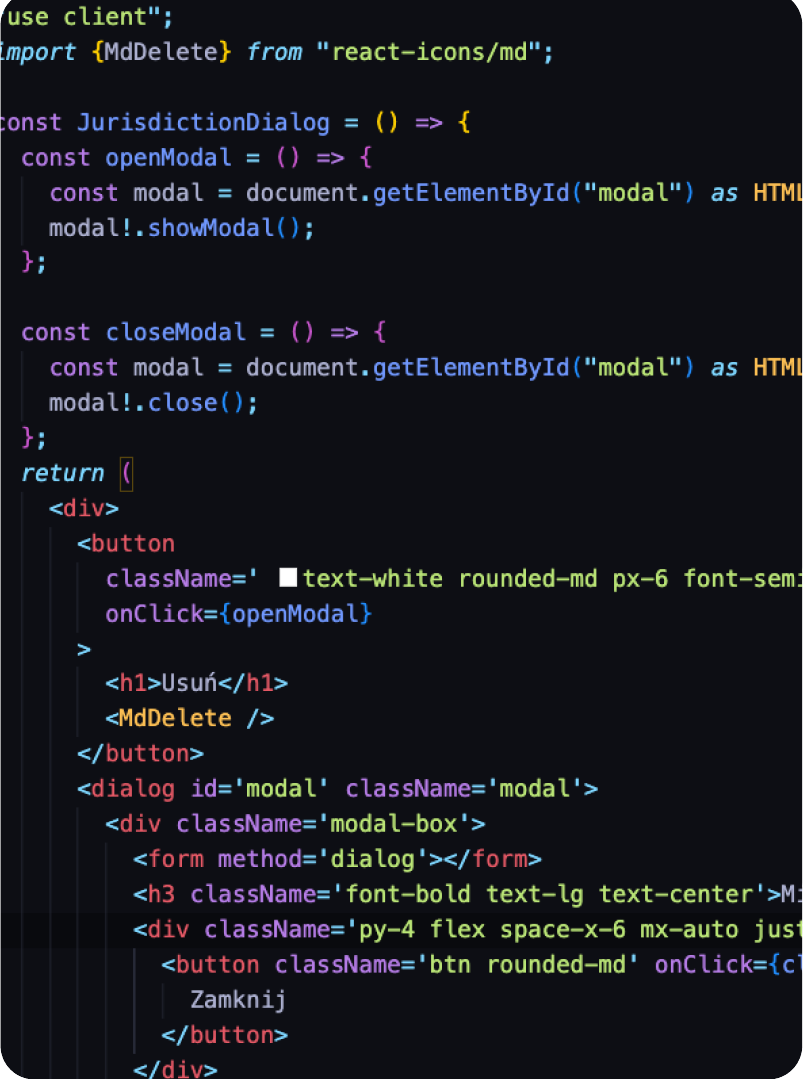 use client";
import {MdDelete} from "react-icons/md";
const JurisdictionDialog = () => {
const openModal = () => {
const modal = document.getElementById("modal") as HTML
modal!.showModal();
};
const closeModal = () => {
const modal = document.getElementById("modal") as HTML
modal!.close();
};
return (
<div>
<button
className=' text-white rounded-md px-6 font-semi
onClick={openModal}
>
<h1>Usuń</h1>
<MdDelete />
</button>
<dialog id='modal' className='modal'>
<div className='modal-box'>
<form method='dialog'></form>
<h3 className='font-bold text-lg text-center'>Mi
<div className='py-4 flex space-x-6 mx-auto just
<button className='btn rounded-md' onClick={cl
Zamknij
</button>
</div>